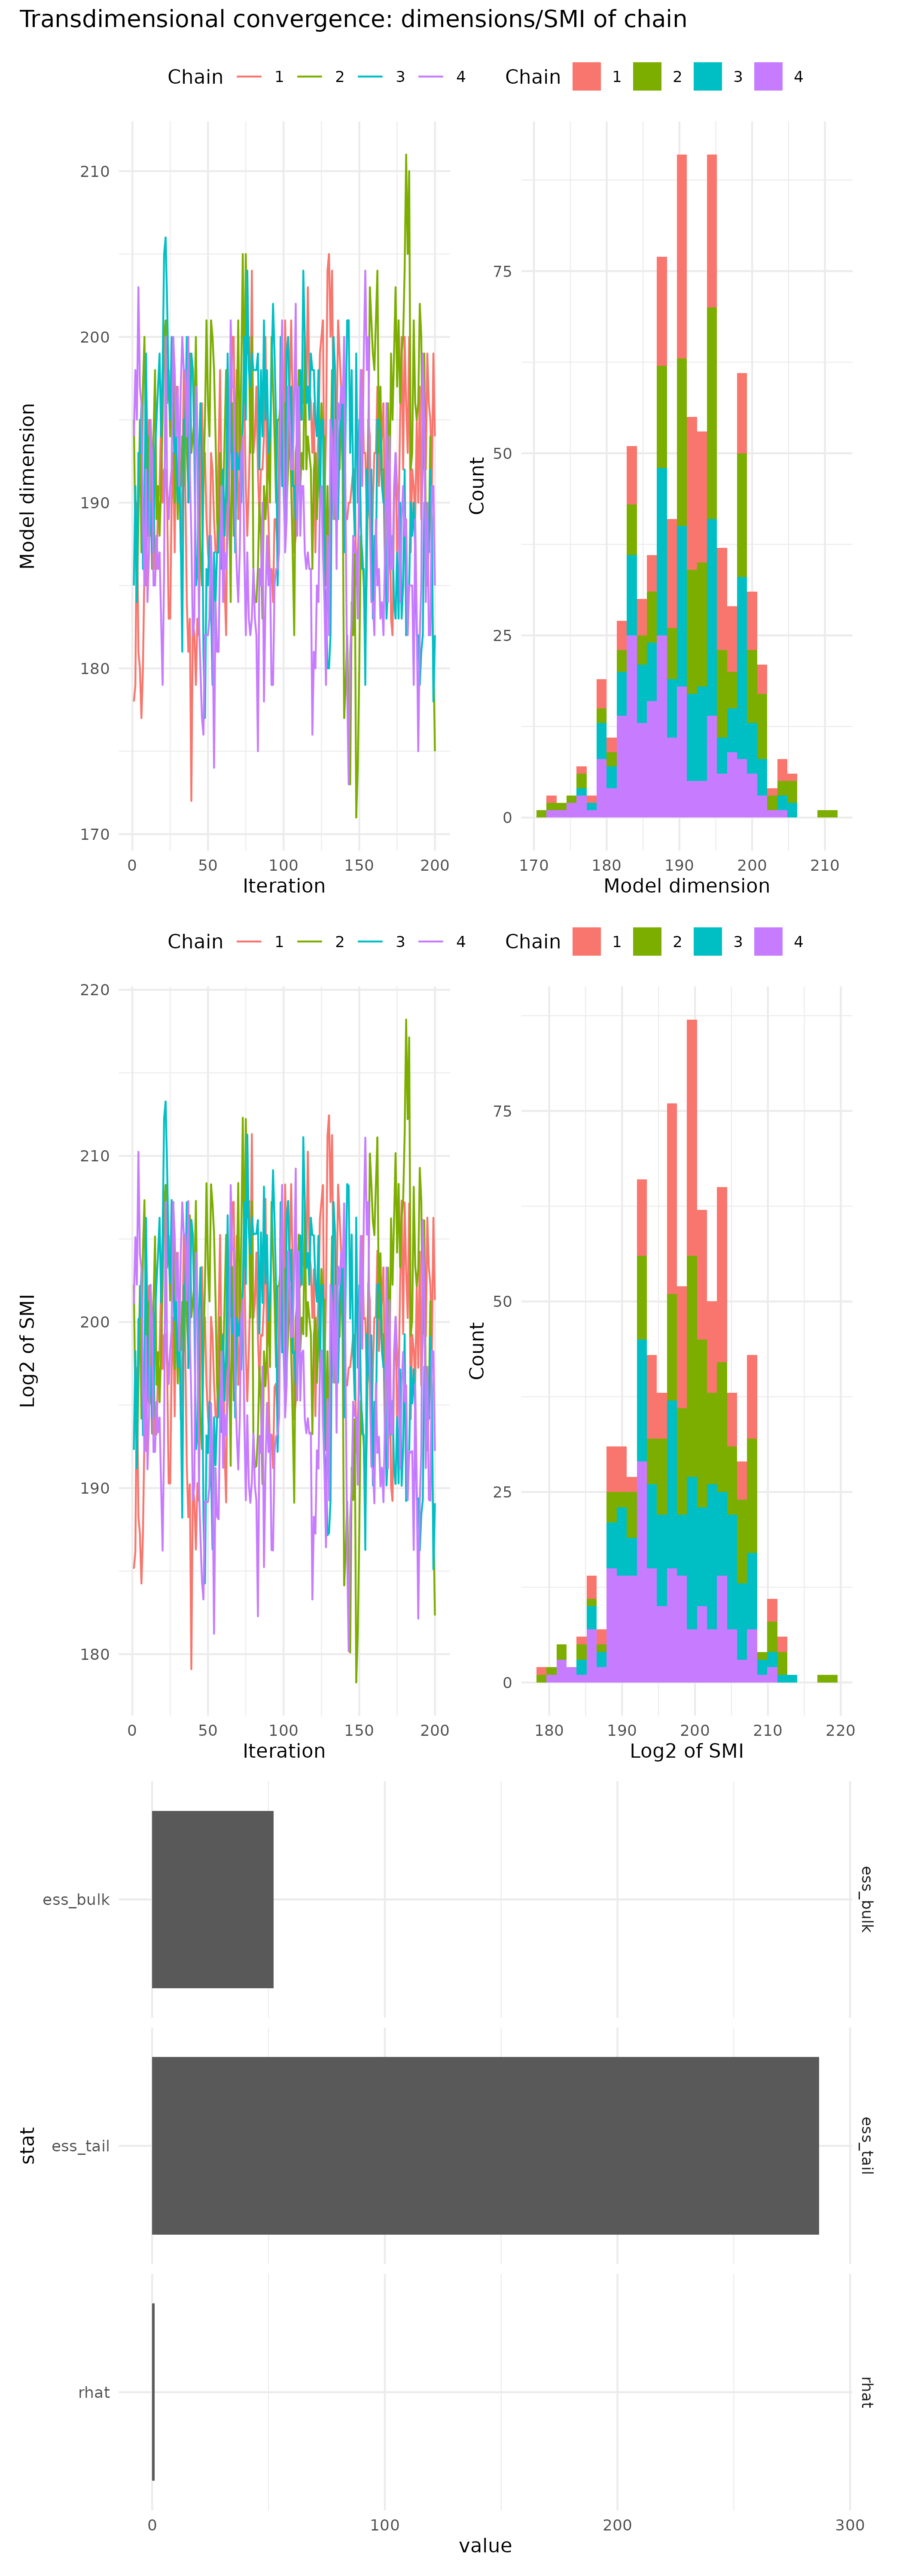 Transdimensional convergence: dimensions/SMI of chain
Chain 1 2 3 4
Chain 1 2 3 4
210
200
190
180
170
Model dimension
0 50 100 150 200
Iteration
75
50
25
0
Count
170 180 190 200 210
Model dimension
Chain 1 2 3 4
Chain 1 2 3 4
220
210
200
190
180
Log2 of SMI
0 50 100 150 200
Iteration
75
50
25
0
Count
180 190 200 210 220
Log2 of SMI
ess_bulk
ess_bulk
stat
ess_tail
ess_tail
rhat
rhat
0 100 200 300
value